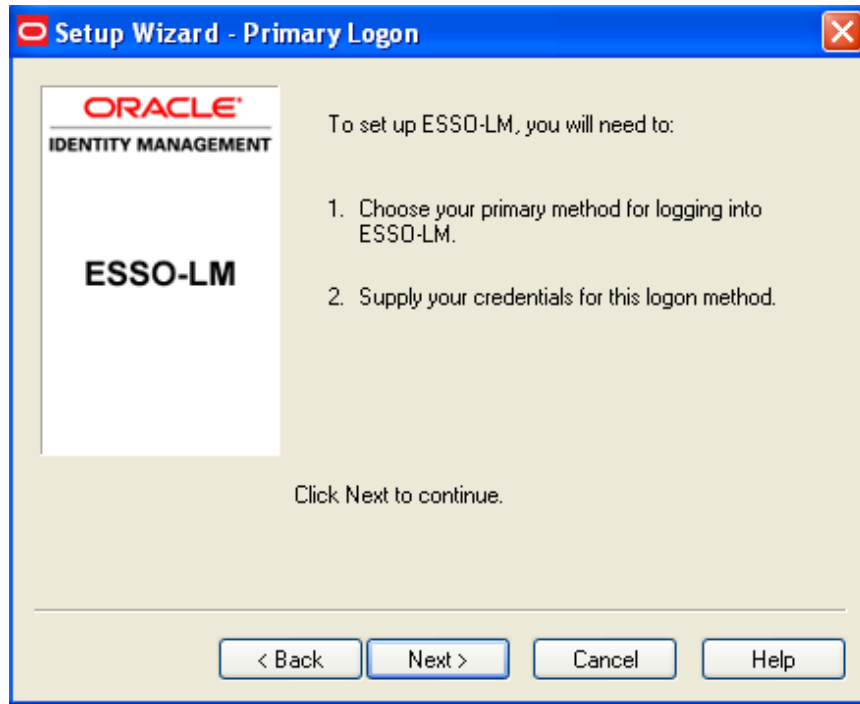 Setup Wizard - Primary Logon
ORACLE
IDENTITY MANAGEMENT
ESSO-LM
To set up ESSO-LM, you will need to:
1. Choose your primary method for logging into
ESSO-LM.
2. Supply your credentials for this logon method.
Click Next to continue.
< Back Next > Cancel Help